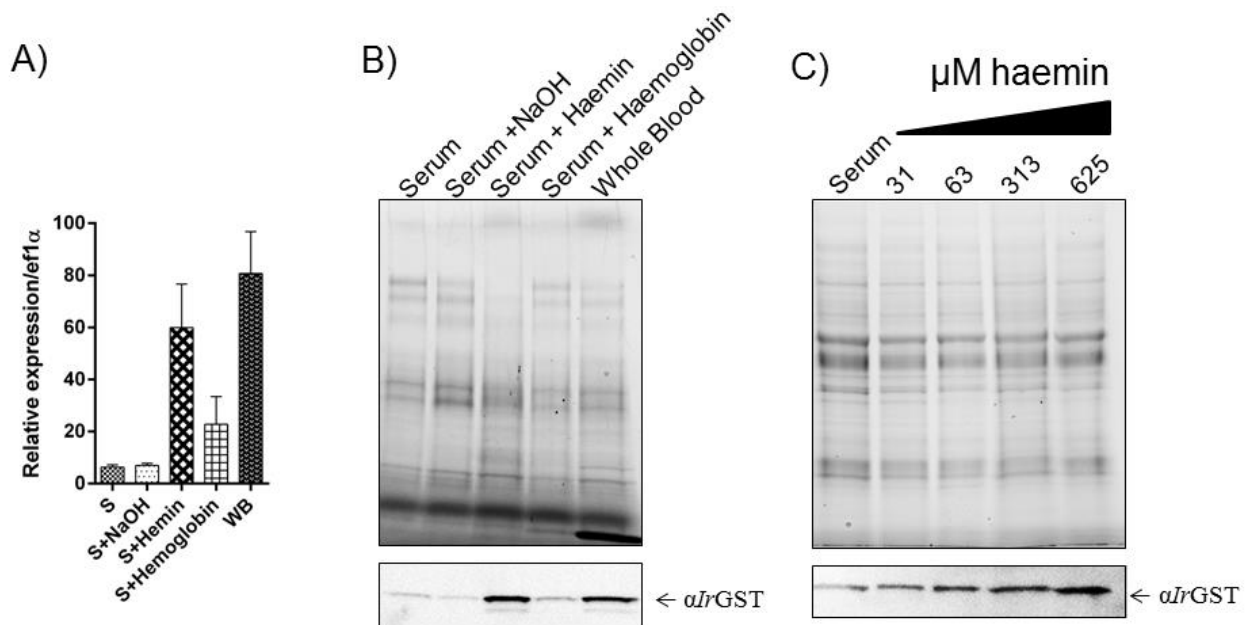 A)
Relative expression/ef1α
100
80
60
40
20
0
S
S+NaOH
S+Hemin
S+Hemoglobin
WB
B)
Serum
Serum +NaOH
Serum + Haemin
Serum + Haemoglobin
Whole Blood
← αIrGST
C)
µM haemin
Serum
31
63
313
625
← αIrGST